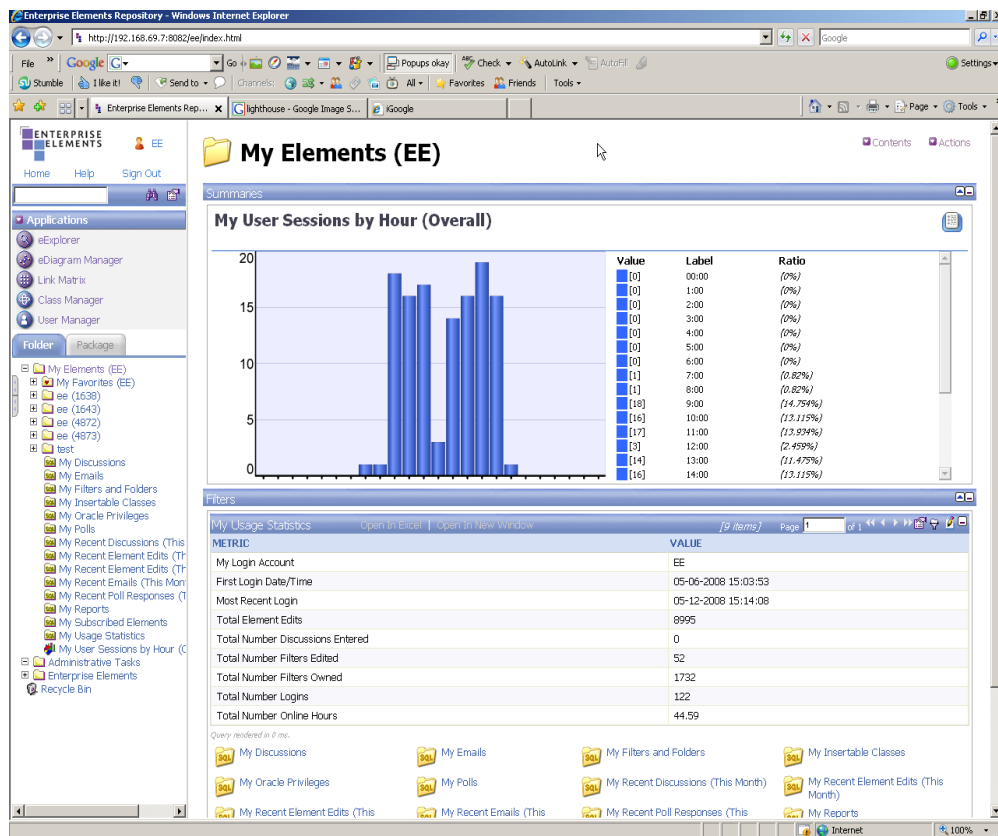 Enterprise Elements Repository - Windows Internet Explorer
http://192.168.69.7:8082/ee/index.html
Google
File » Google G Go Popups okay Check AutoLink AutoFill Settings
Stumble I like it! Send to Channels: All Favorites Friends Tools
Enterprise Elements Rep... lighthouse - Google Image S... iGoogle Page Tools »
ENTERPRISE
ELEMENTS
EE
Home Help Sign Out
Applications
eExplorer
eDiagram Manager
Link Matrix
Class Manager
User Manager
Folder Package
My Elements (EE)
My Favorites (EE)
ee (1638)
ee (1643)
ee (4872)
ee (4873)
test
My Discussions
My Emails
My Filters and Folders
My Insertable Classes
My Oracle Privileges
My Polls
My Recent Discussions (This
My Recent Element Edits (Th
My Recent Element Edits (Th
My Recent Emails (This Mon
My Recent Poll Responses (T
My Reports
My Subscribed Elements
My Usage Statistics
My User Sessions by Hour (O
Administrative Tasks
Enterprise Elements
Recycle Bin
My Elements (EE)
Contents Actions
Summaries
My User Sessions by Hour (Overall)
20
15
10
5
0
Value Label Ratio
[0] 00:00 (0%)
[0] 1:00 (0%)
[0] 2:00 (0%)
[0] 3:00 (0%)
[0] 4:00 (0%)
[0] 5:00 (0%)
[0] 6:00 (0%)
[1] 7:00 (0.82%)
[1] 8:00 (0.82%)
[18] 9:00 (14.754%)
[16] 10:00 (13.115%)
[17] 11:00 (13.934%)
[3] 12:00 (2.459%)
[14] 13:00 (11.475%)
[16] 14:00 (13.115%)
Filters
My Usage Statistics Open In Excel | Open In New Window [9 items] Page 1 of 1
METRIC VALUE
My Login Account EE
First Login Date/Time 05-06-2008 15:03:53
Most Recent Login 05-12-2008 15:14:08
Total Element Edits 8995
Total Number Discussions Entered 0
Total Number Filters Edited 52
Total Number Filters Owned 1732
Total Number Logins 122
Total Number Online Hours 44.59
Query rendered in 0 ms.
SQL My Discussions SQL My Emails SQL My Filters and Folders SQL My Insertable Classes
SQL My Oracle Privileges SQL My Polls SQL My Recent Discussions (This Month) SQL My Recent Element Edits (This
Month)
SQL My Recent Element Edits (This SQL My Recent Emails (This SQL My Recent Poll Responses (This SQL My Reports
Internet 100%